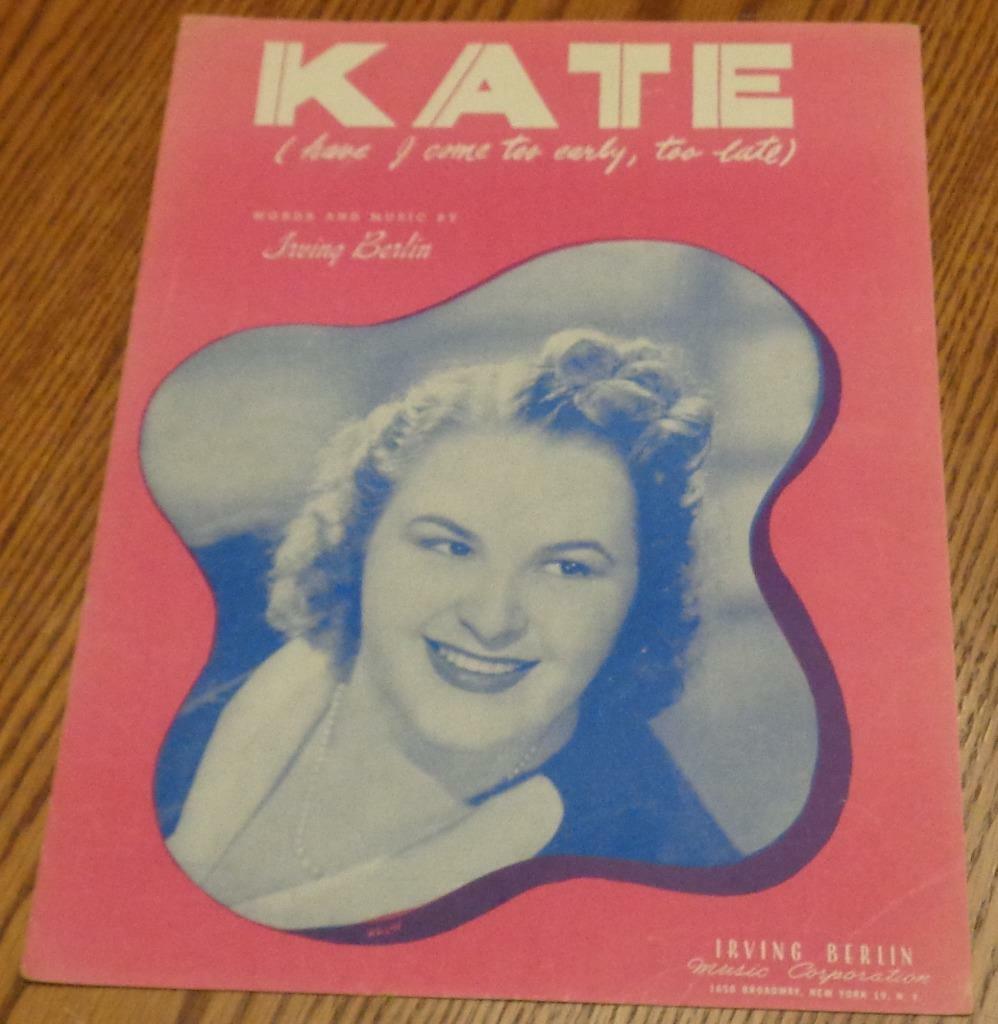 KATE
(have I come too early, too late)
WORDS AND MUSIC BY
Irving Berlin
IRVING BERLIN
Music Corporation
1650 BROADWAY, NEW YORK 19, N. Y.